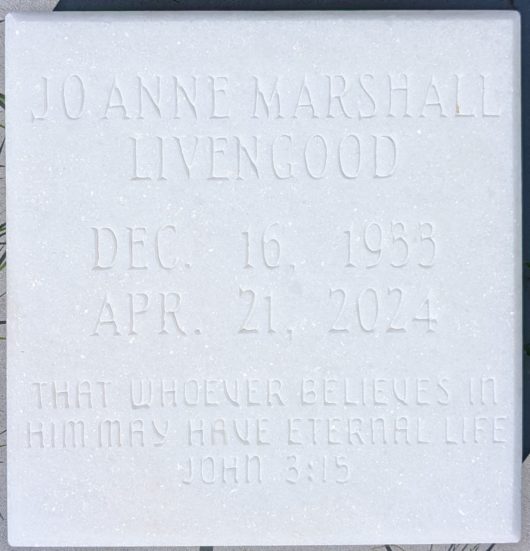 JO ANNE MARSHALL
LIVENGOOD
DEC. 16, 1933
APR. 21, 2024
THAT WHOEVER BELIEVES IN
HIM MAY HAVE ETERNAL LIFE
JOHN 3:15